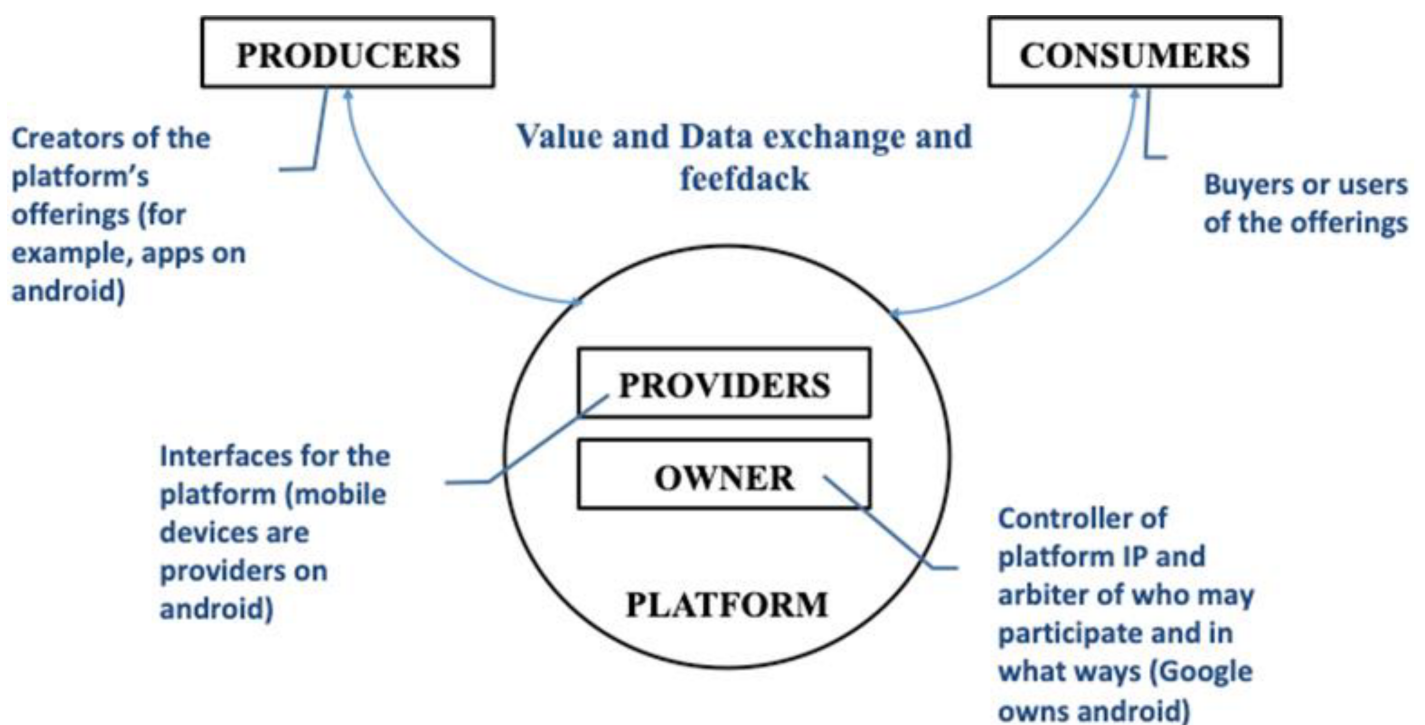 PRODUCERS
CONSUMERS
Creators of the
platform's
offerings (for
example, apps on
android)
Value and Data exchange and
feefdack
Buyers or users
of the offerings
PROVIDERS
OWNER
PLATFORM
Interfaces for the
platform (mobile
devices are
providers on
android)
Controller of
platform IP and
arbiter of who may
participate and in
what ways (Google
owns android)